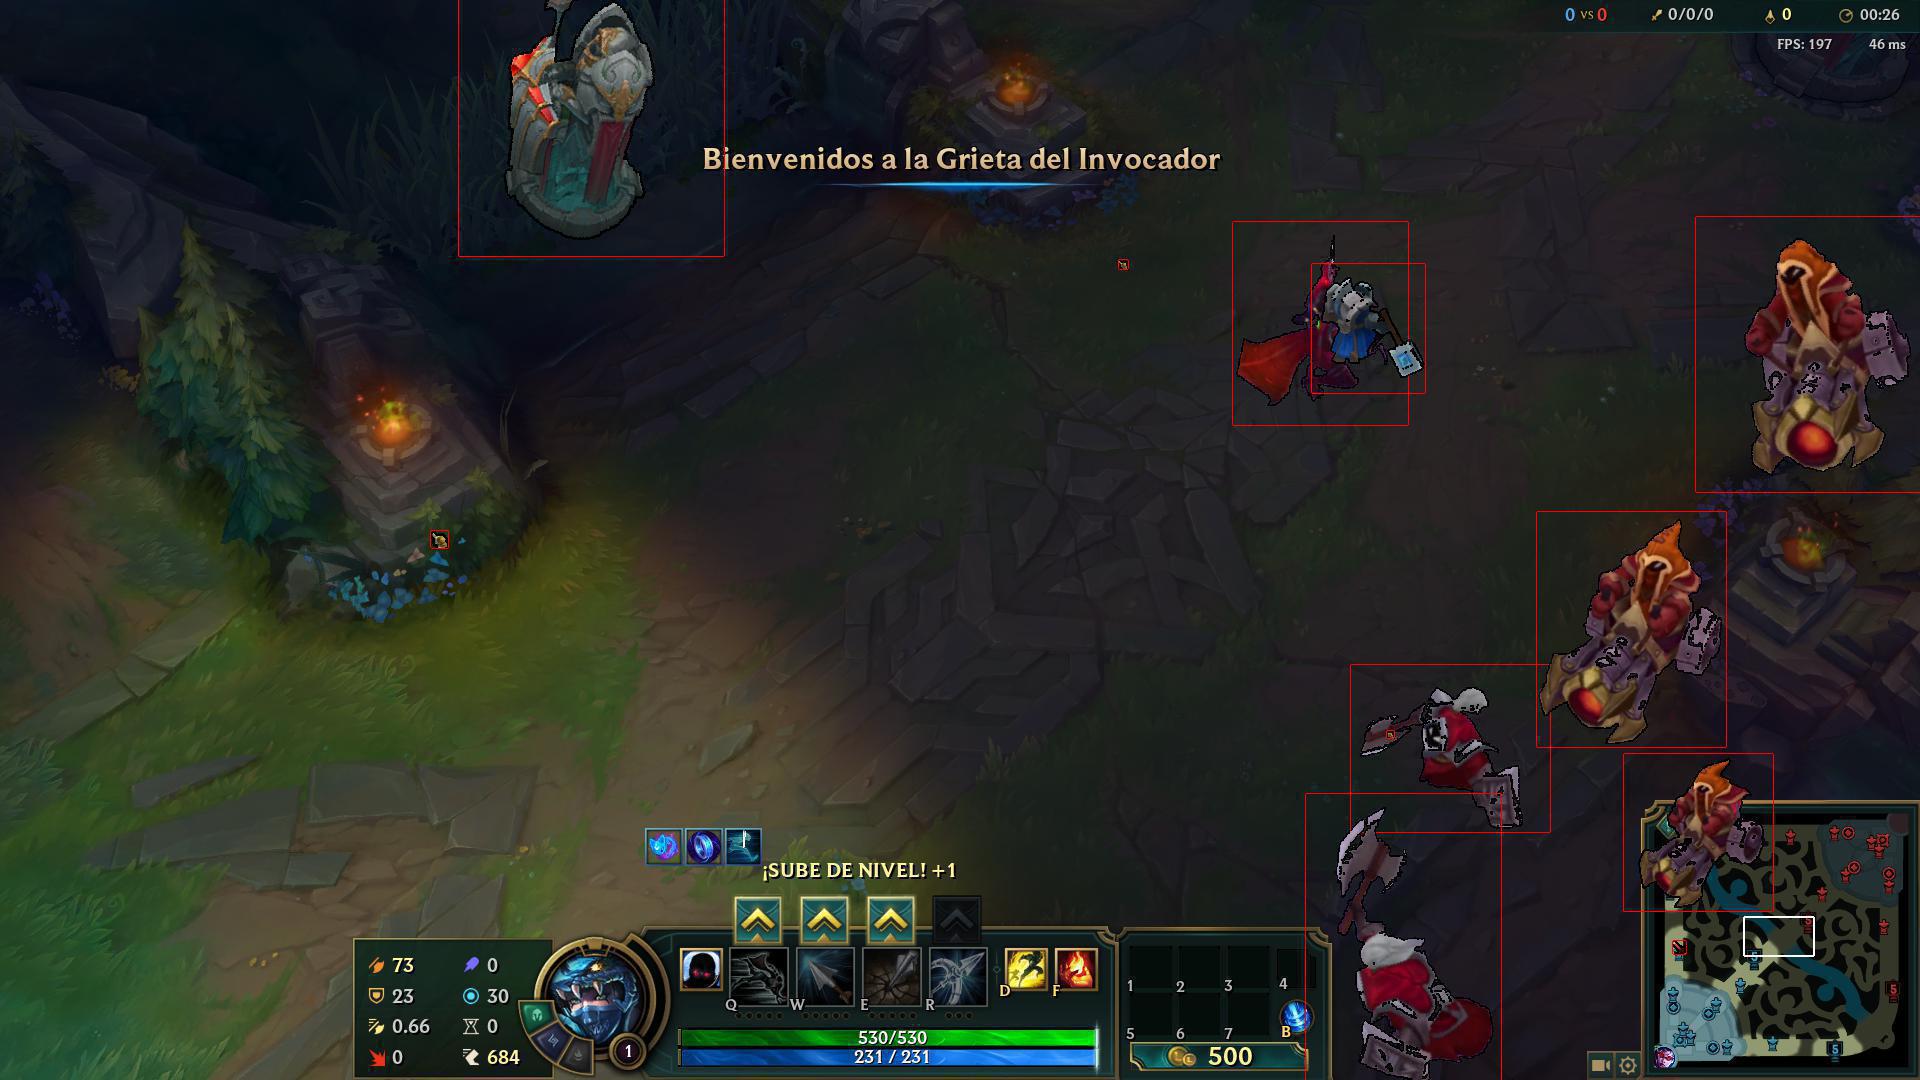 0 vs 0 0/0/0 0 00:26
FPS: 197 46 ms
Bienvenidos a la Grieta del Invocador
¡SUBE DE NIVEL! +1
73 0
23 30
0.66 0
0 684
1
Q W E R D F
530/530
231 / 231
1 2 3 4
5 6 7 B
500
5
5